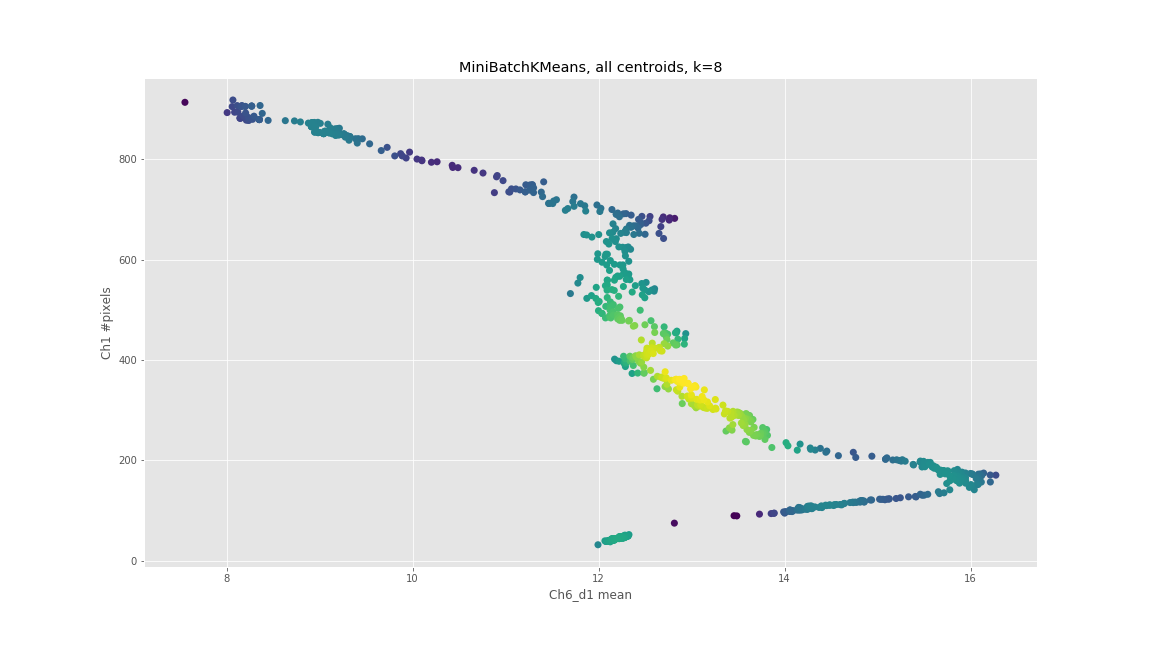 MiniBatchKMeans, all centroids, k=8
Ch1 #pixels
800
600
400
200
0
8 10 12 14 16
Ch6_d1 mean